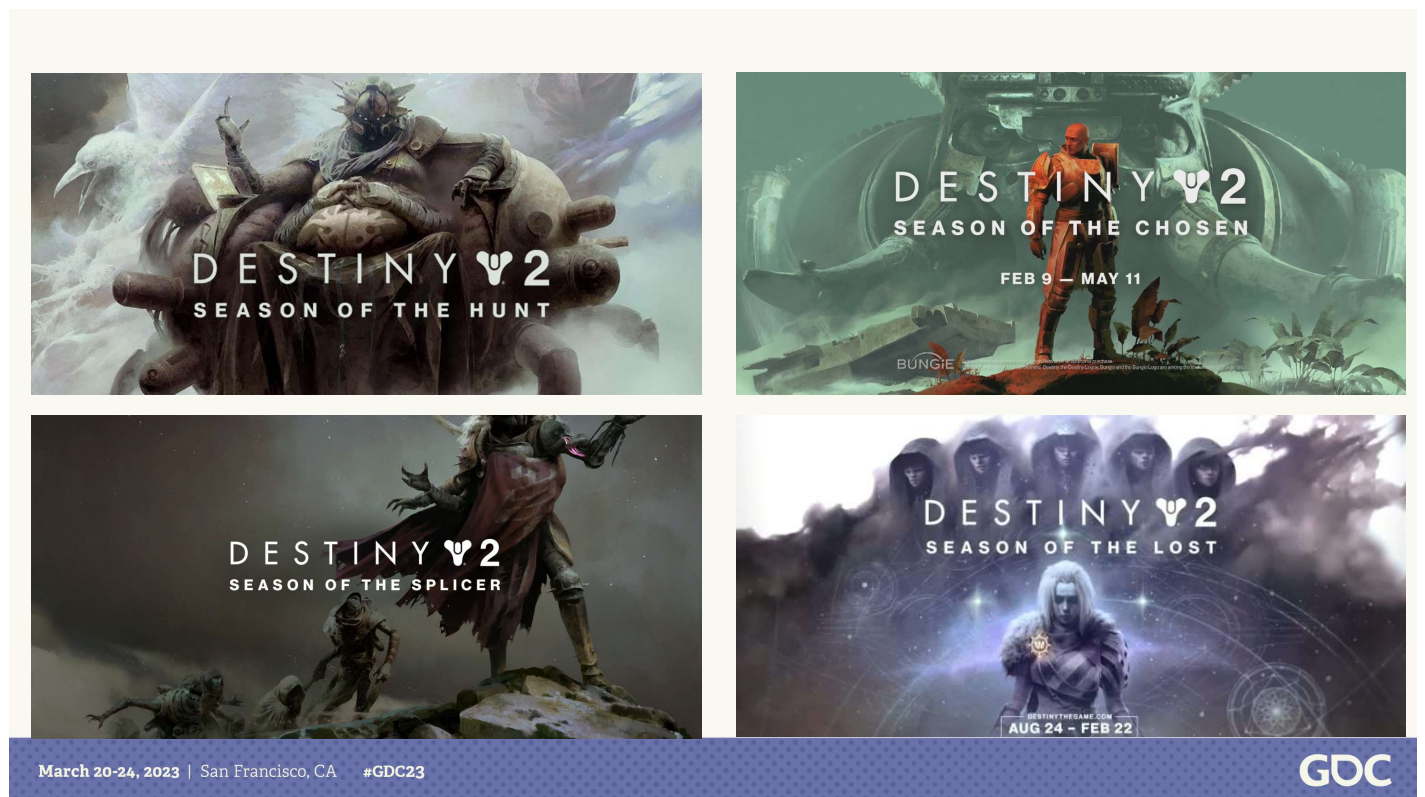 DESTINY 2
SEASON OF THE HUNT
DESTINY 2
SEASON OF THE CHOSEN
FEB 9 — MAY 11
BUNGiE
DESTINY 2
SEASON OF THE SPLICER
DESTINY 2
SEASON OF THE LOST
DESTINYTHEGAME.COM
AUG 24 – FEB 22
March 20-24, 2023 | San Francisco, CA #GDC23
GDC